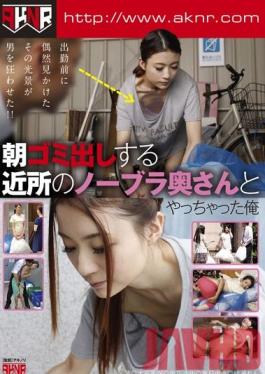 AKNR
http://www.aknr.com
出勤前に
偶然見かけた
その光景が
男を狂わせた!!
朝ゴミ出しする
近所のノーブラ奥さんと
やっちゃった俺